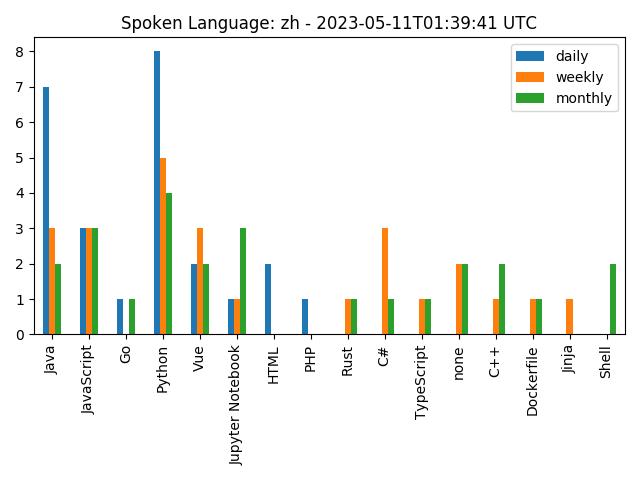 Spoken Language: zh - 2023-05-11T01:39:41 UTC
daily
weekly
monthly
8
7
6
5
4
3
2
1
0
Java
JavaScript
Go
Python
Vue
Jupyter Notebook
HTML
PHP
Rust
C#
TypeScript
none
C++
Dockerfile
Jinja
Shell